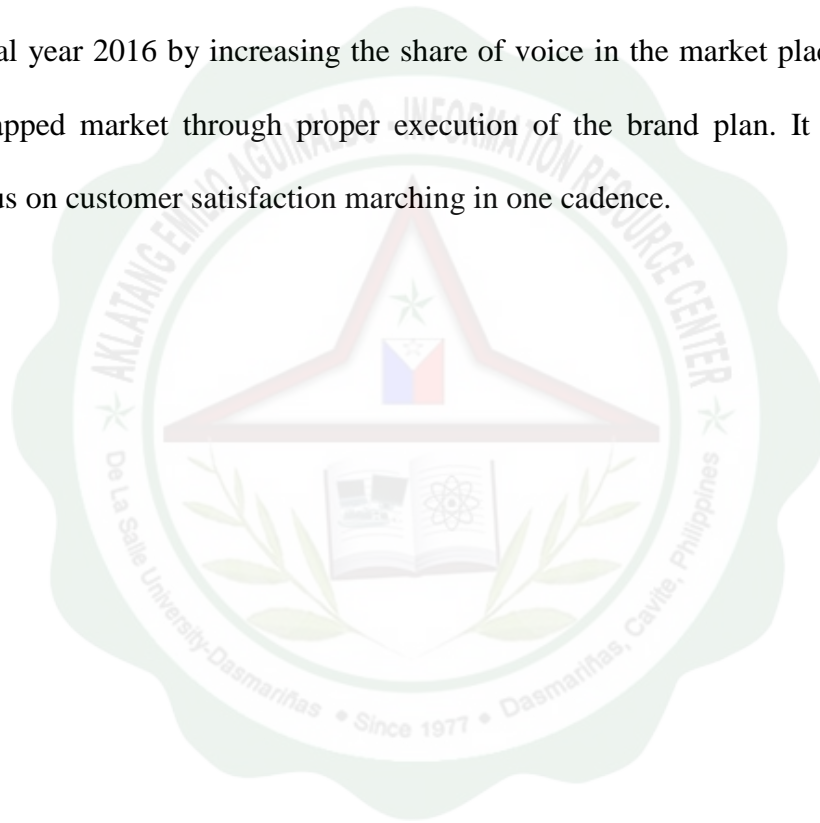 al year 2016 by increasing the share of voice in the market plac
apped market through proper execution of the brand plan. It
us on customer satisfaction marching in one cadence.
AKLATANG EMILIO AGUINALDO - INFORMATION RESOURCE CENTER
De La Salle University-Dasmariñas • Since 1977 • Dasmariñas, Cavite, Philippines